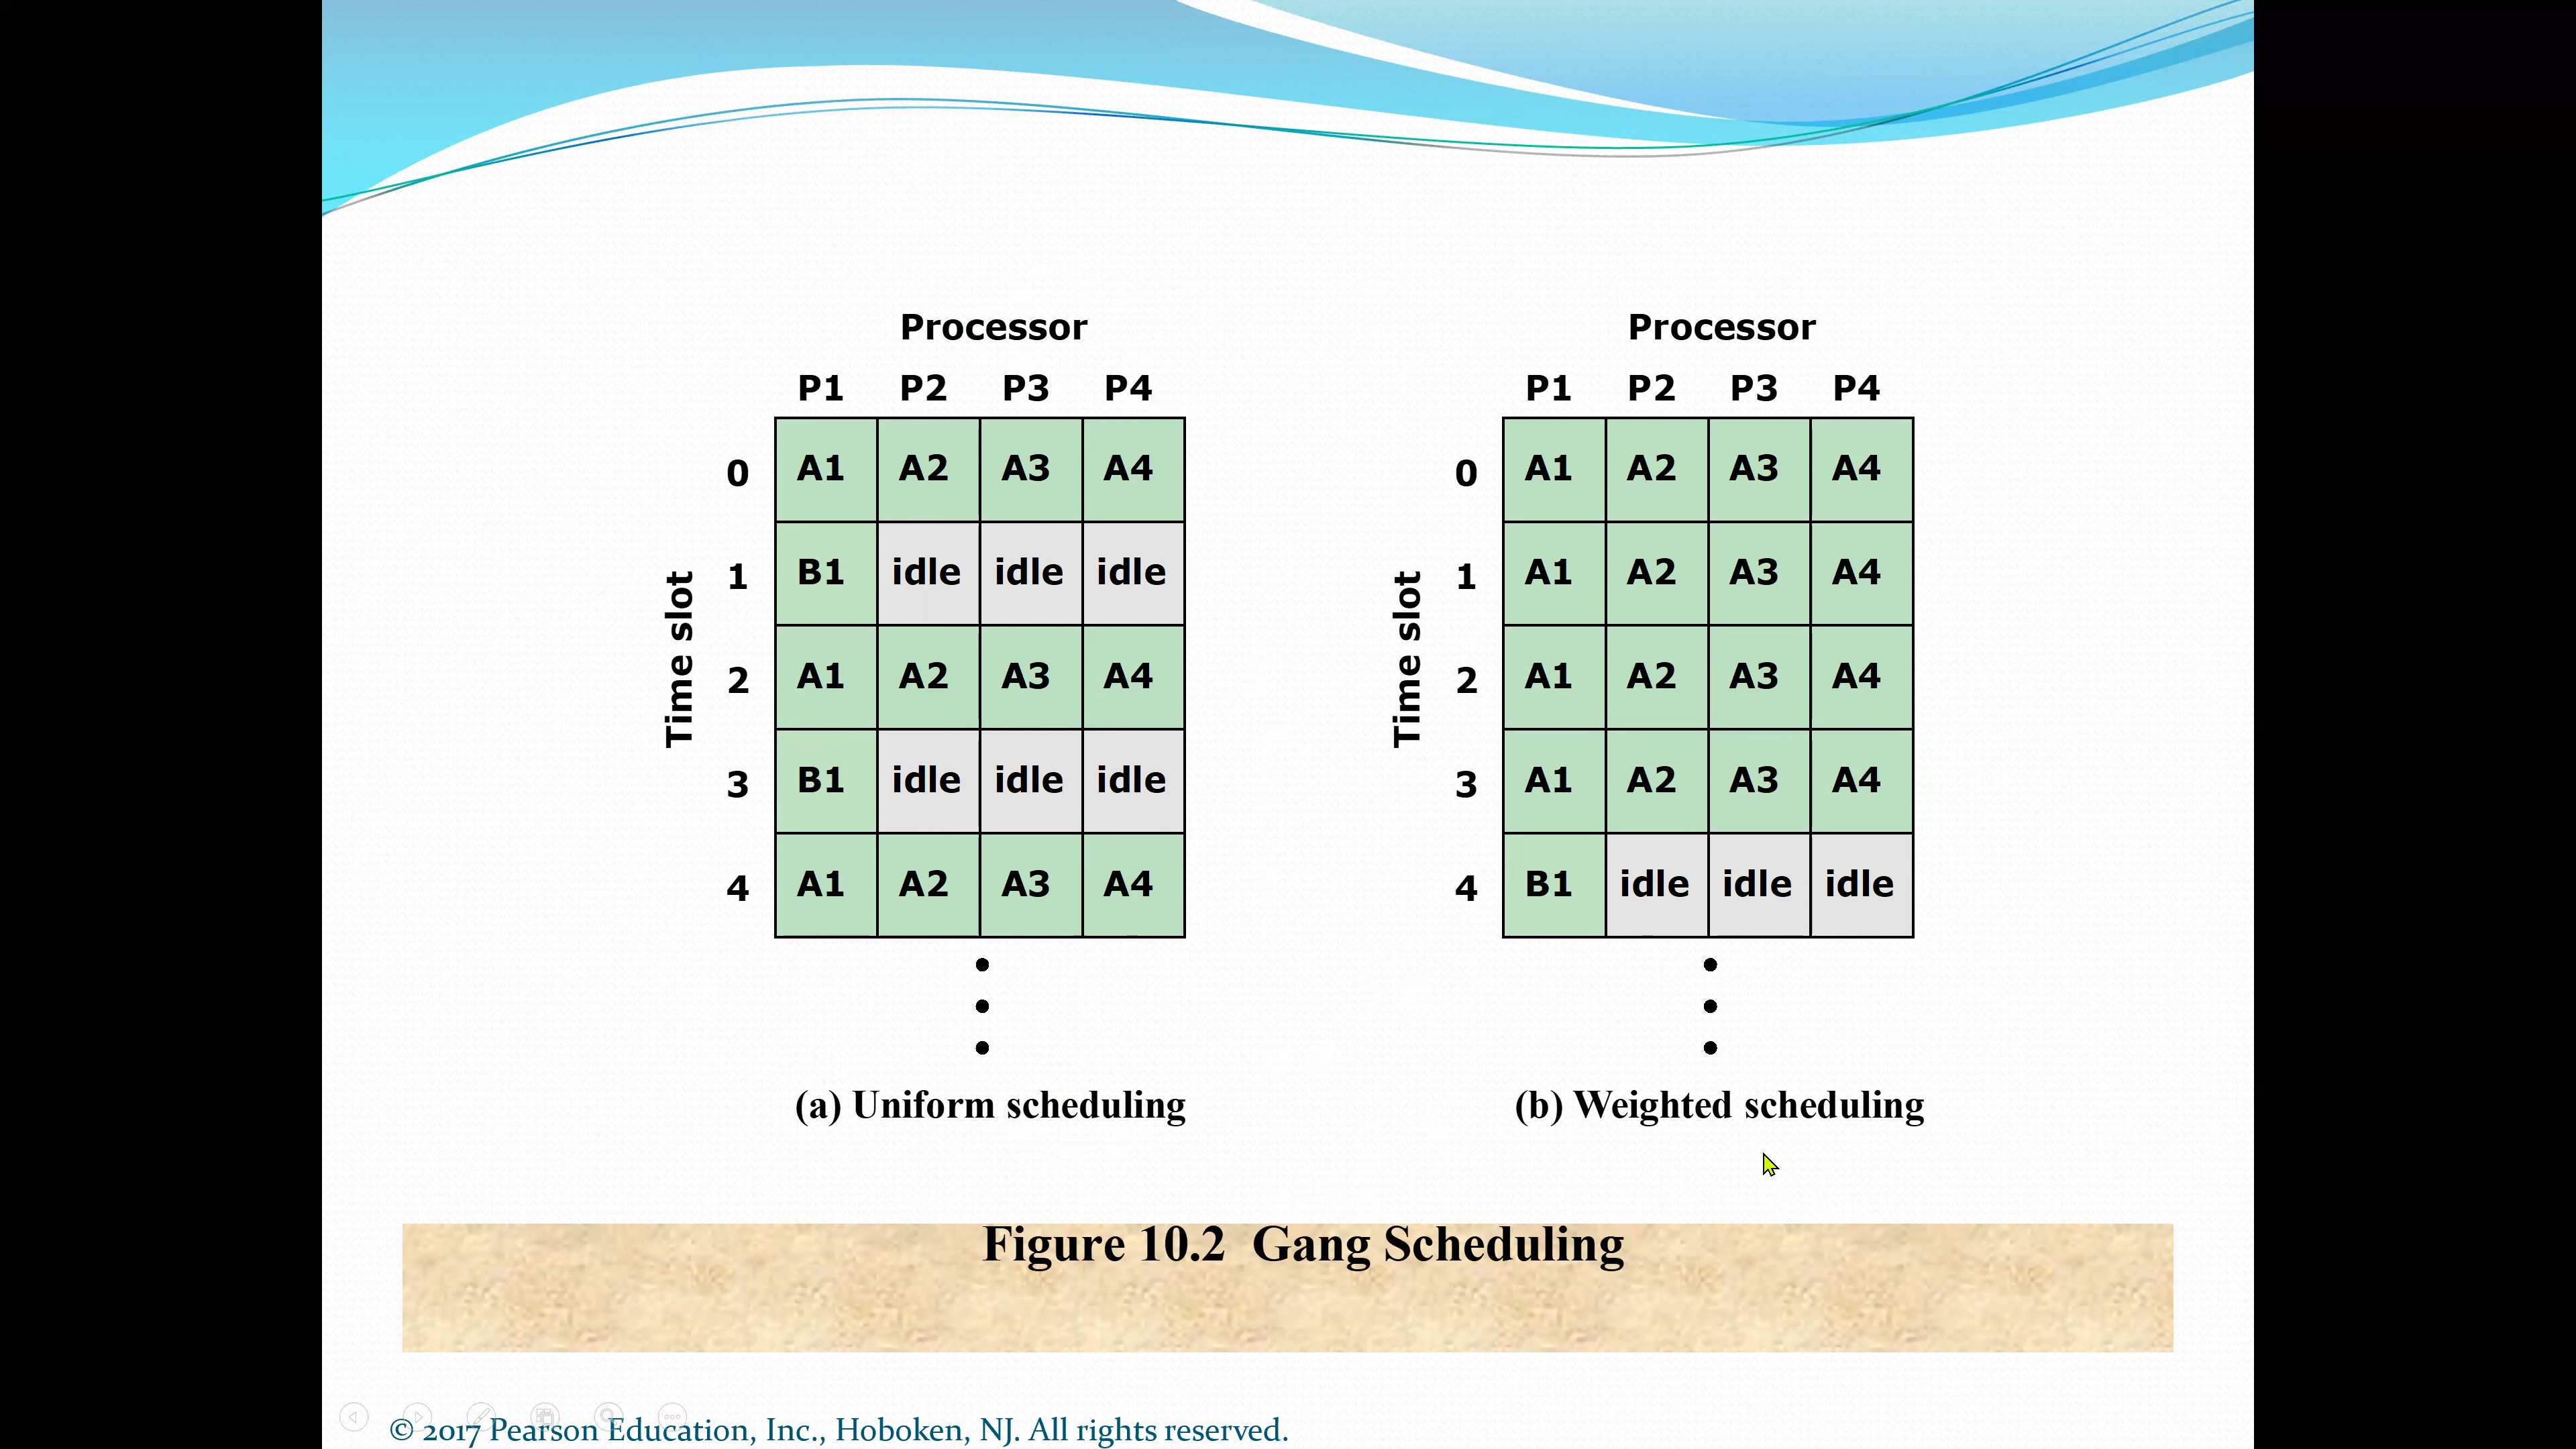 Processor
P1 P2 P3 P4
Time slot
0 A1 A2 A3 A4
1 B1 idle idle idle
2 A1 A2 A3 A4
3 B1 idle idle idle
4 A1 A2 A3 A4
(a) Uniform scheduling
Processor
P1 P2 P3 P4
Time slot
0 A1 A2 A3 A4
1 A1 A2 A3 A4
2 A1 A2 A3 A4
3 A1 A2 A3 A4
4 B1 idle idle idle
(b) Weighted scheduling
Figure 10.2 Gang Scheduling
© 2017 Pearson Education, Inc., Hoboken, NJ. All rights reserved.